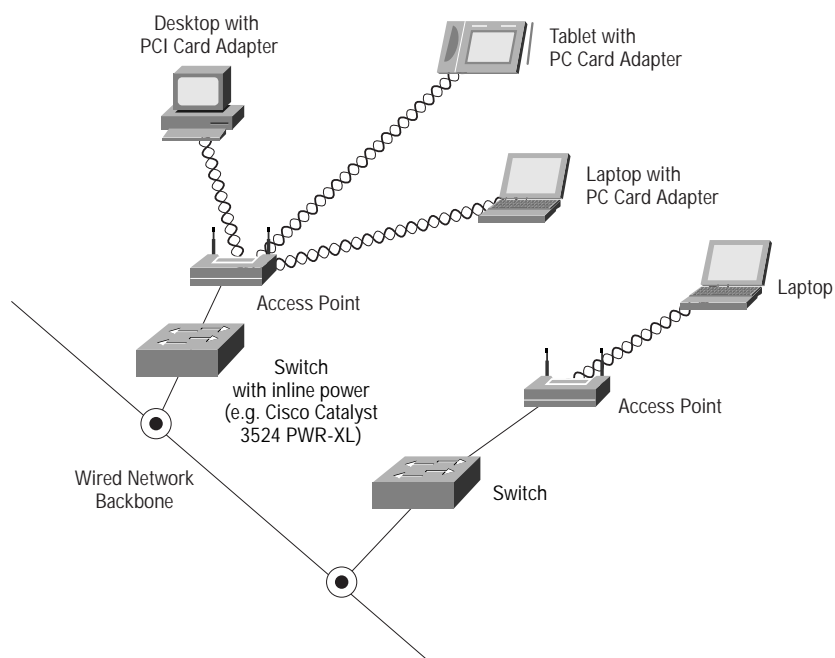 Desktop with
PCI Card Adapter
Tablet with
PC Card Adapter
Laptop with
PC Card Adapter
Laptop
Access Point
Switch
with inline power
(e.g. Cisco Catalyst
3524 PWR-XL)
Access Point
Wired Network
Backbone
Switch